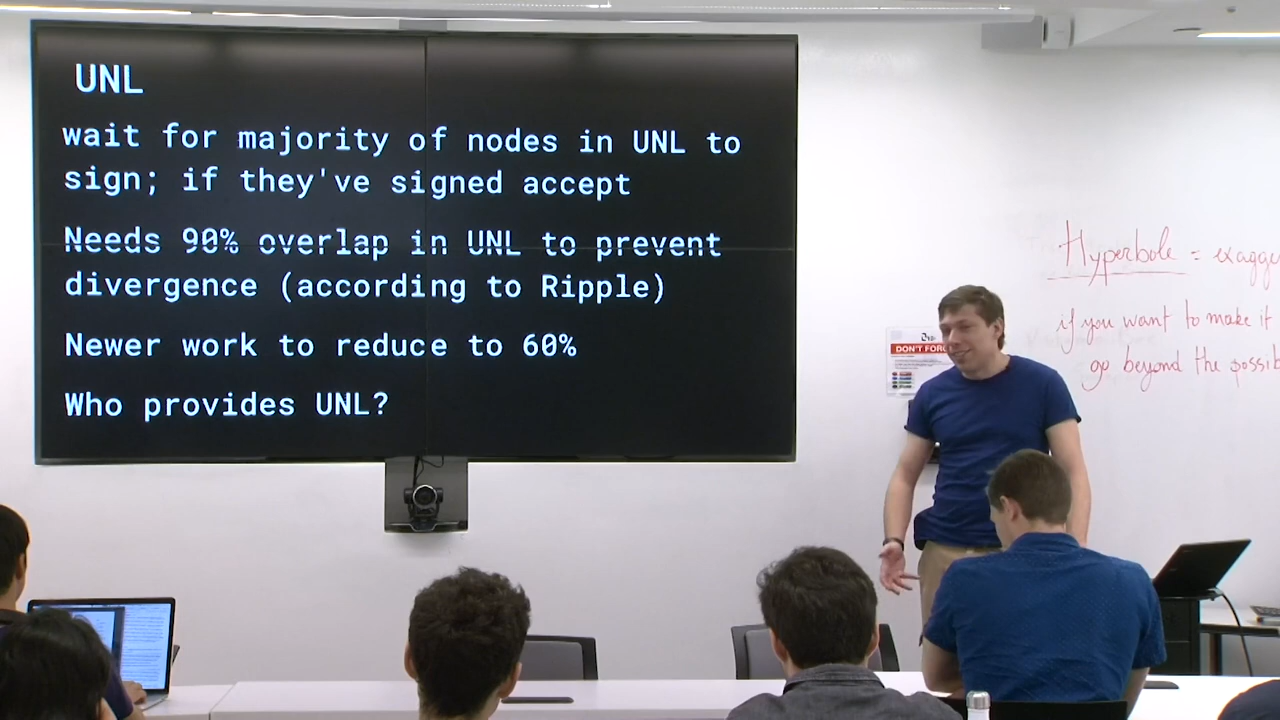 UNL
wait for majority of nodes in UNL to
sign; if they've signed accept
Needs 90% overlap in UNL to prevent
divergence (according to Ripple)
Newer work to reduce to 60%
Who provides UNL?
Hyperbole = exagge
if you want to make it
go beyond the possib
DON'T FORG